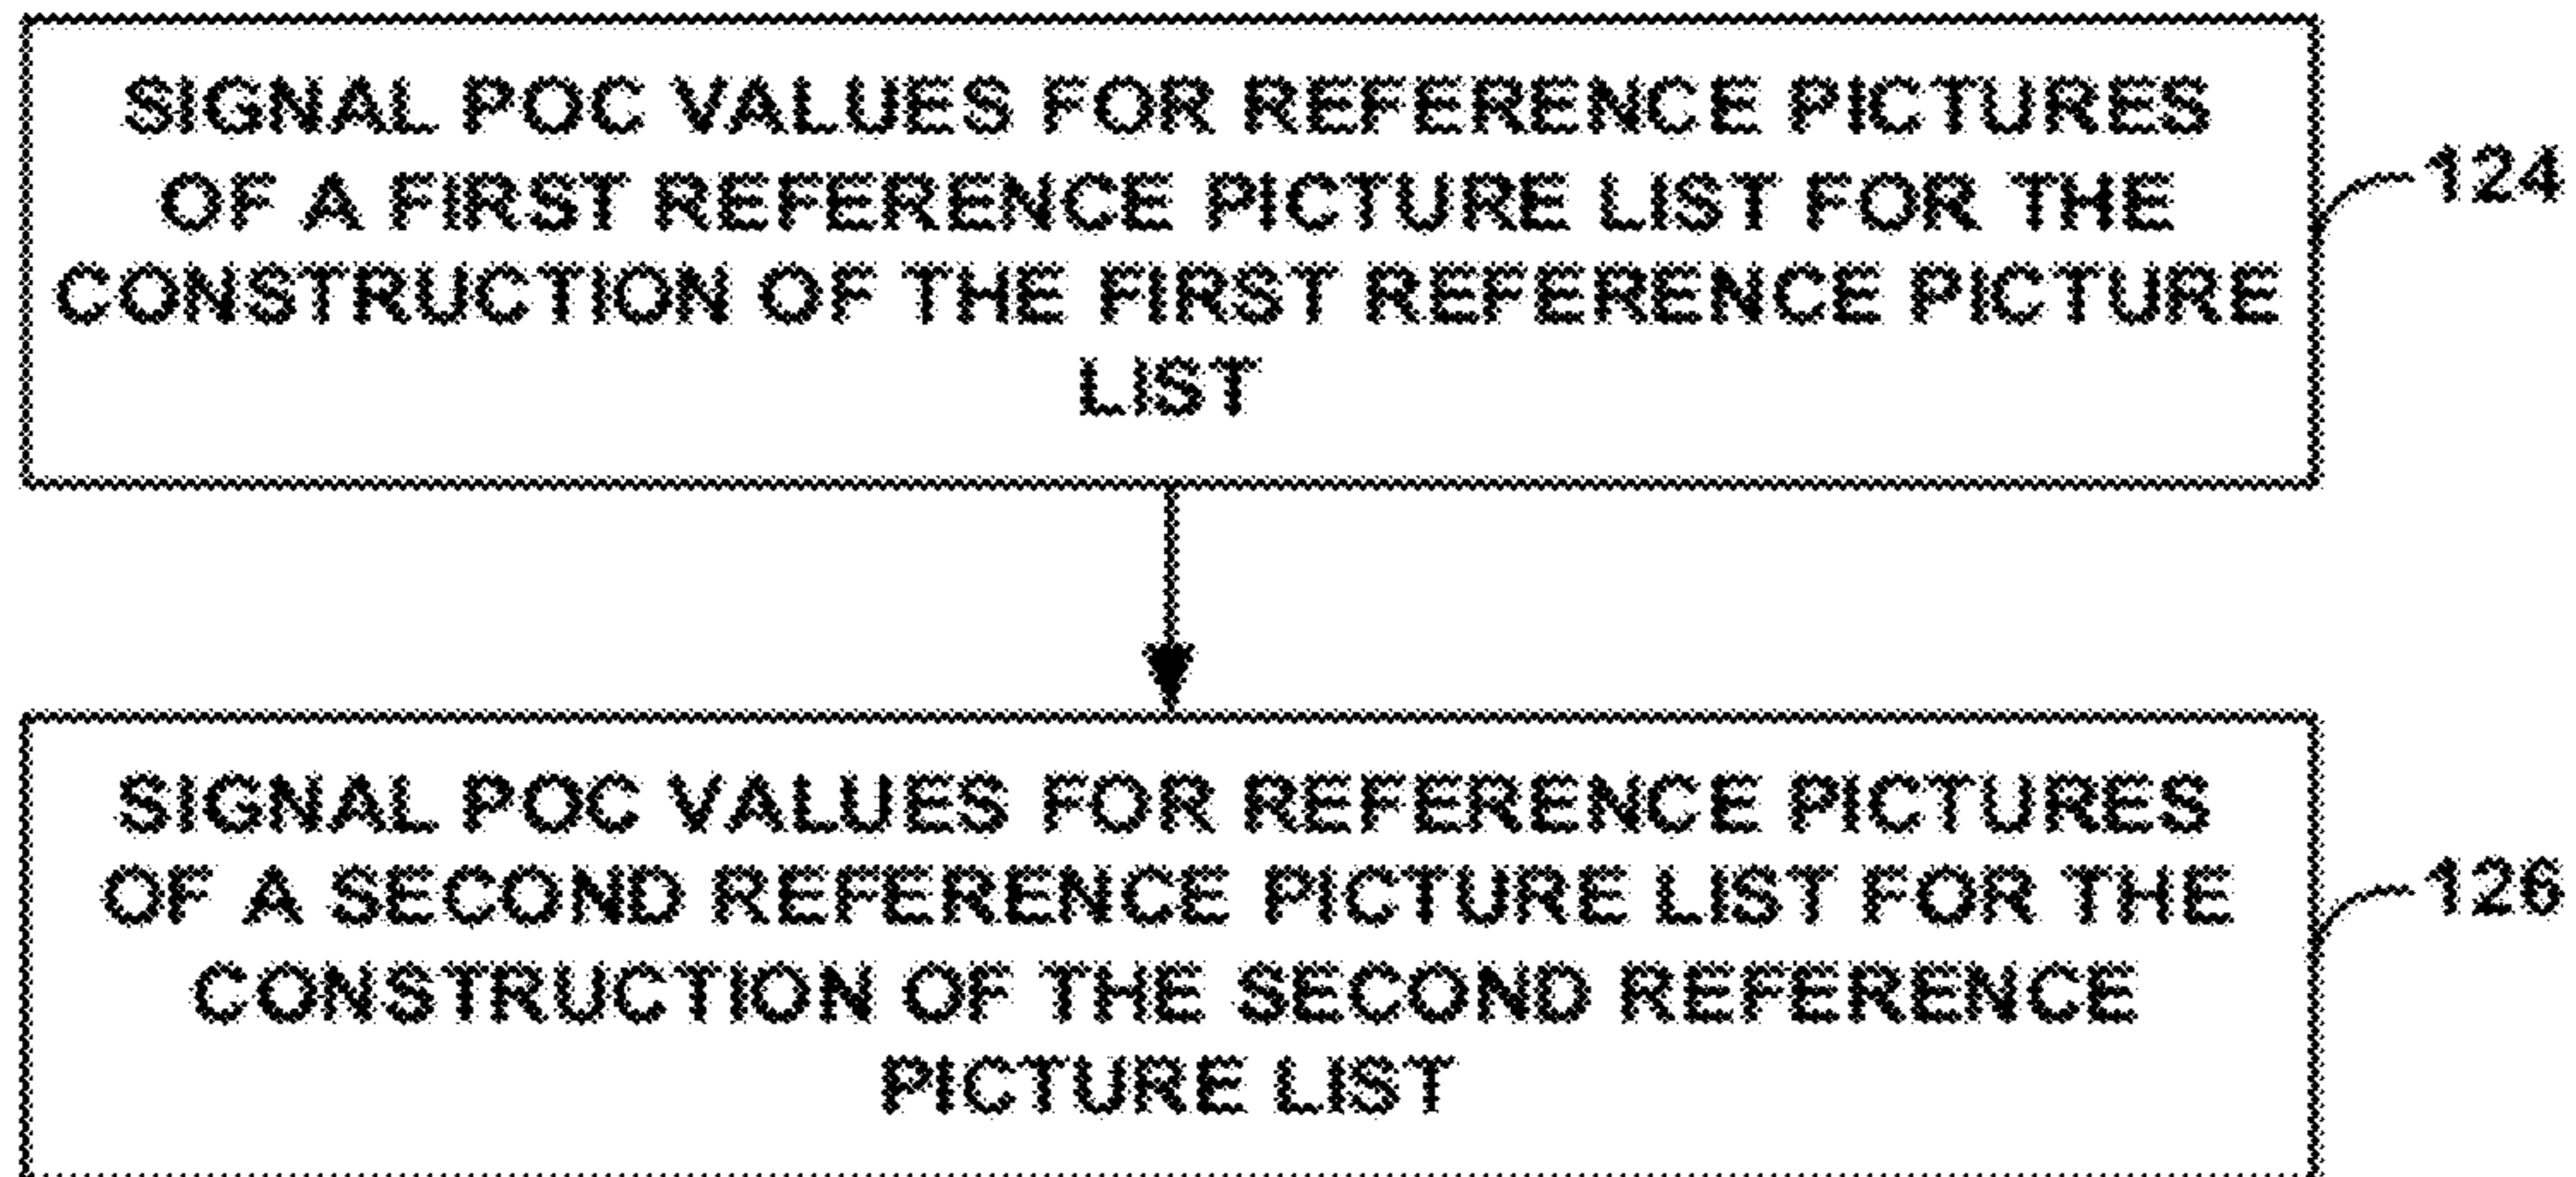 SIGNAL POC VALUES FOR REFERENCE PICTURES
OF A FIRST REFERENCE PICTURE LIST FOR THE
CONSTRUCTION OF THE FIRST REFERENCE PICTURE
LIST
124
SIGNAL POC VALUES FOR REFERENCE PICTURES
OF A SECOND REFERENCE PICTURE LIST FOR THE
CONSTRUCTION OF THE SECOND REFERENCE
PICTURE LIST
126